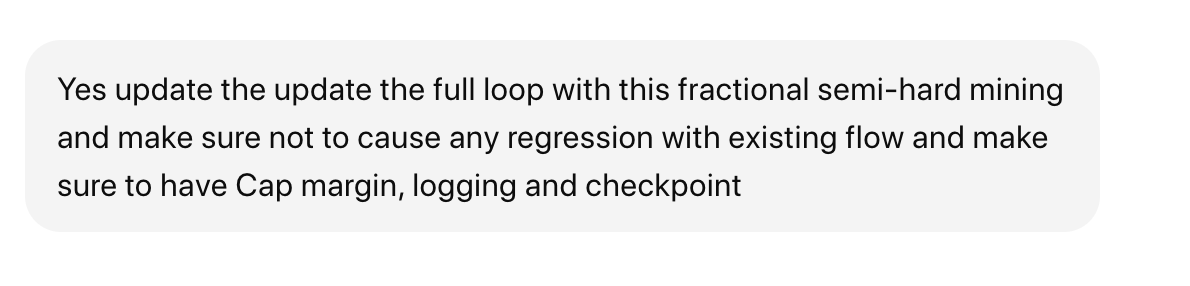 Yes update the update the full loop with this fractional semi-hard mining
and make sure not to cause any regression with existing flow and make
sure to have Cap margin, logging and checkpoint